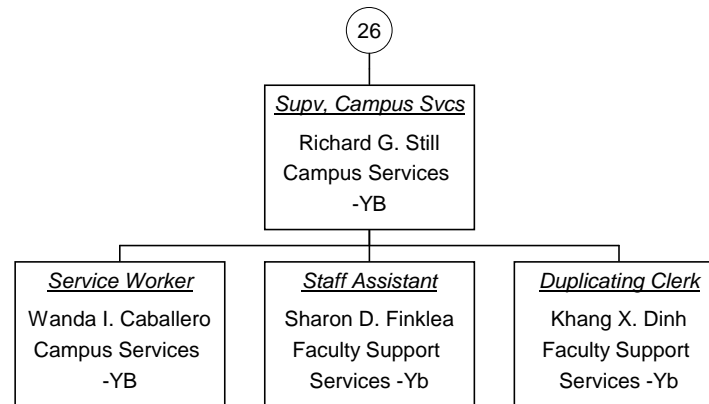 26
Supv, Campus Svcs
Richard G. Still
Campus Services
-YB
Service Worker
Wanda I. Caballero
Campus Services
-YB
Staff Assistant
Sharon D. Finklea
Faculty Support
Services -Yb
Duplicating Clerk
Khang X. Dinh
Faculty Support
Services -Yb